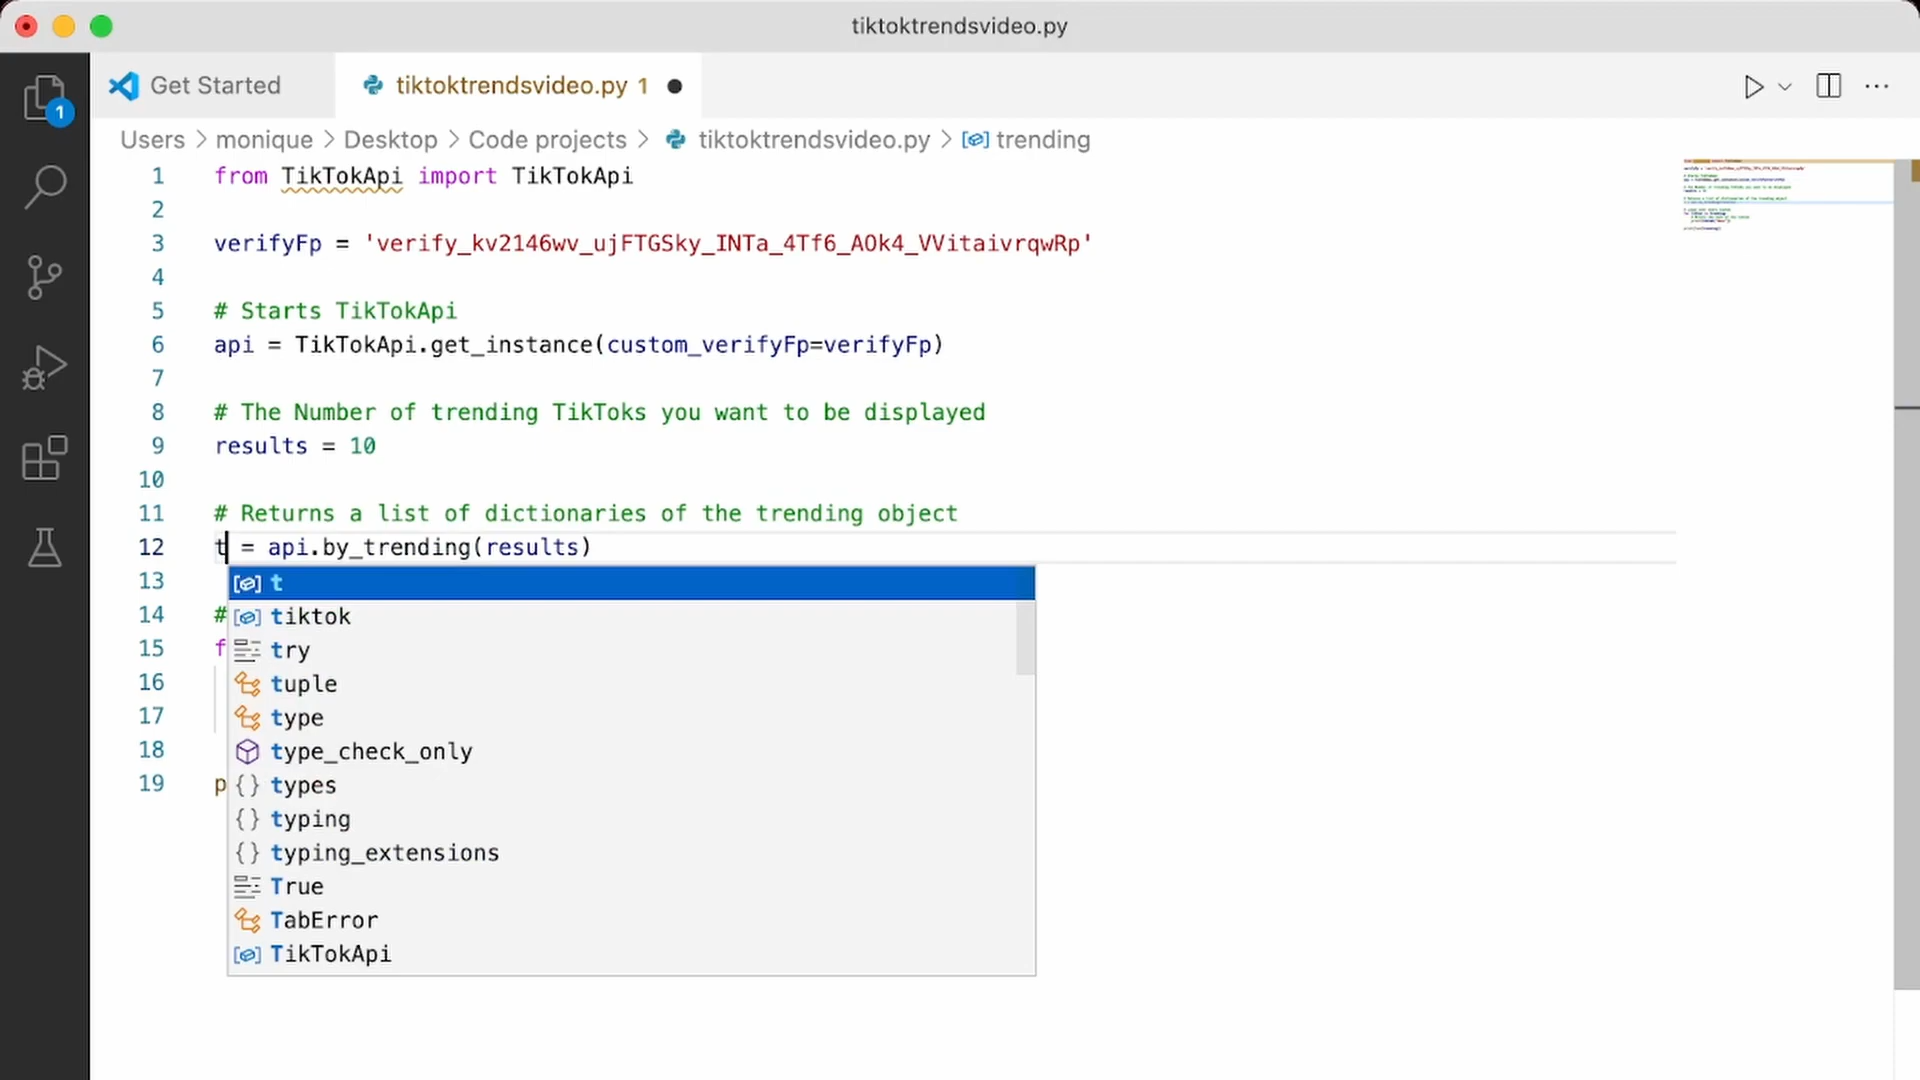 tiktoktrendsvideo.py
Get Started
tiktoktrendsvideo.py 1
1
Users > monique > Desktop > Code projects > tiktoktrendsvideo.py > trending
1 from TikTokApi import TikTokApi
2
3 verifyFp = 'verify_kv2146wv_ujFTGSky_INTa_4Tf6_AOk4_VVitaivrqwRp'
4
5 # Starts TikTokApi
6 api = TikTokApi.get_instance(custom_verifyFp=verifyFp)
7
8 # The Number of trending TikToks you want to be displayed
9 results = 10
10
11 # Returns a list of dictionaries of the trending object
12 t = api.by_trending(results)
13
t
14 #
tiktok
15 f
try
16
tuple
17
type
18
type_check_only
19 p
types
typing
typing_extensions
True
TabError
TikTokApi